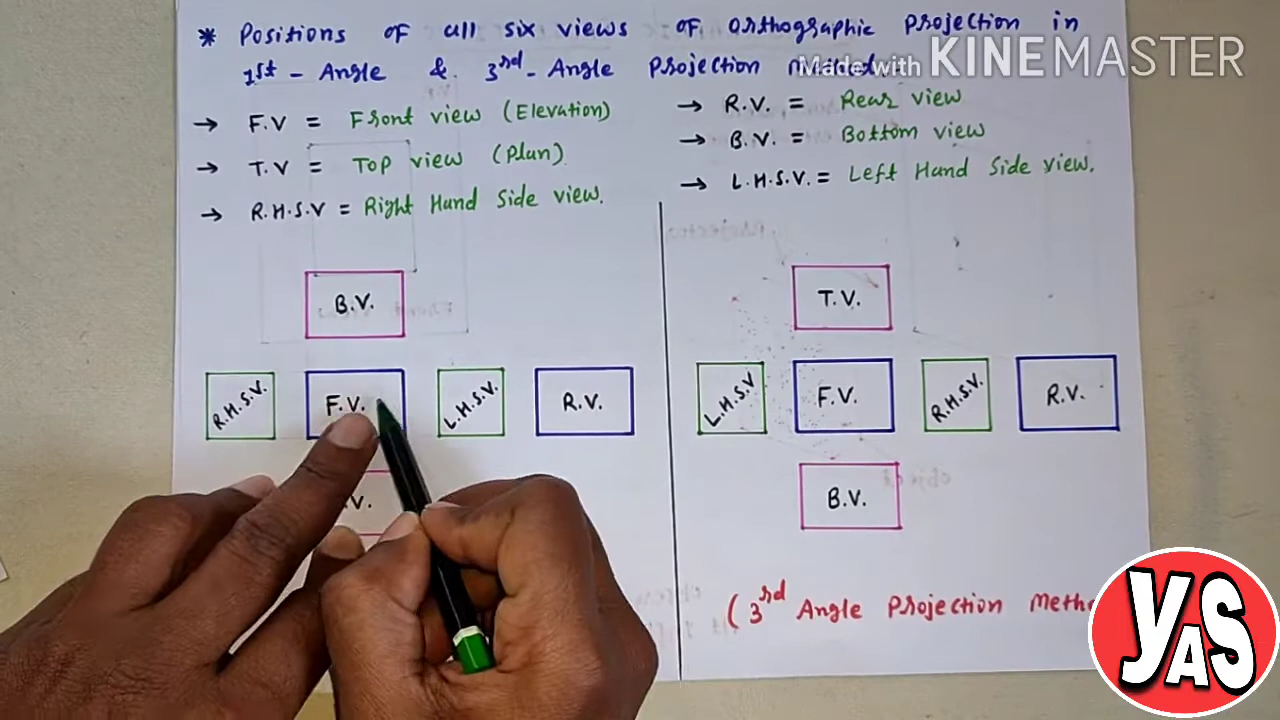 * Positions of all six views of orthographic projection in
1st-Angle & 3rd-Angle projection method
Made with KINEMASTER
→ F.V = Front view (Elevation)
→ T.V = Top view (Plan)
→ R.H.S.V = Right Hand Side view.
→ R.V. = Rear view
→ B.V. = Bottom view
→ L.H.S.V. = Left Hand Side view.
B.V.
R.H.S.V.
F.V.
L.H.S.V.
R.V.
.V.
T.V.
L.H.S.V
F.V.
R.H.S.V.
R.V.
B.V.
(3rd Angle Projection Metho
YAS